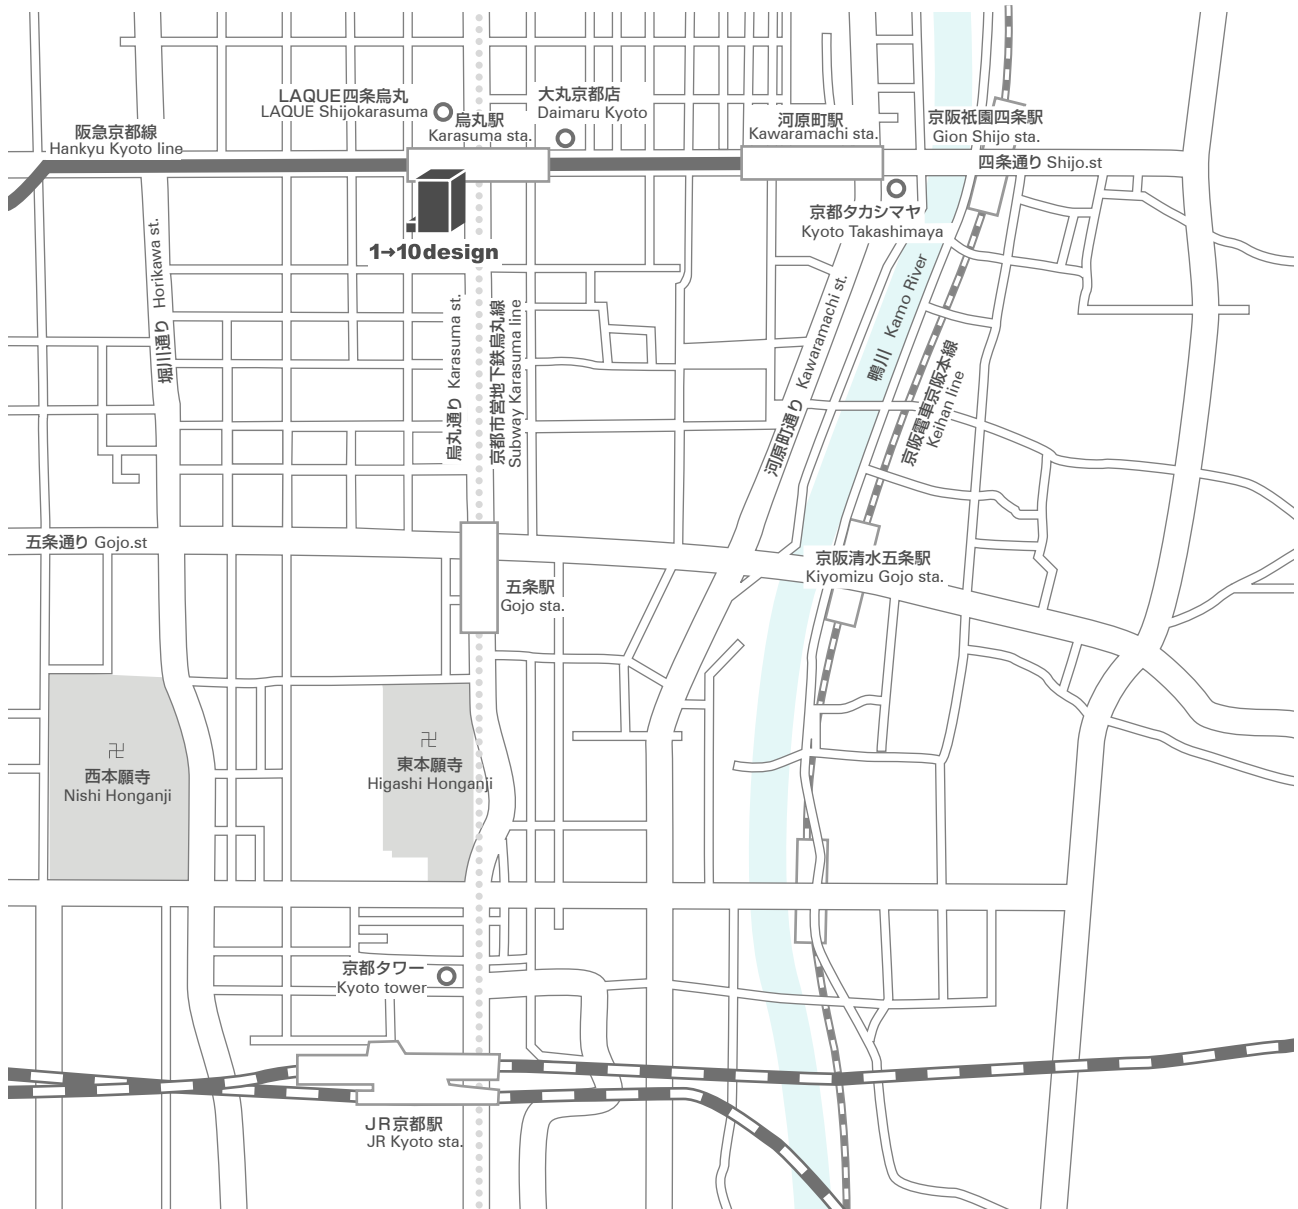 LAQUE四条烏丸
LAQUE Shijokarasuma
大丸京都店
Daimaru Kyoto
烏丸駅
Karasuma sta.
河原町駅
Kawaramachi sta.
京阪祇園四条駅
Gion Shijo sta.
阪急京都線
Hankyu Kyoto line
四条通り Shijo.st
京都タカシマヤ
Kyoto Takashimaya
1→10design
堀川通り Horikawa st.
烏丸通り Karasuma st.
京都市営地下鉄烏丸線
Subway Karasuma line
河原町通り Kawaramachi st.
鴨川 Kamo River
京阪電車京阪本線
Keihan line
五条通り Gojo.st
五条駅
Gojo sta.
京阪清水五条駅
Kiyomizu Gojo sta.
卍
西本願寺
Nishi Honganji
卍
東本願寺
Higashi Honganji
京都タワー
Kyoto tower
JR京都駅
JR Kyoto sta.